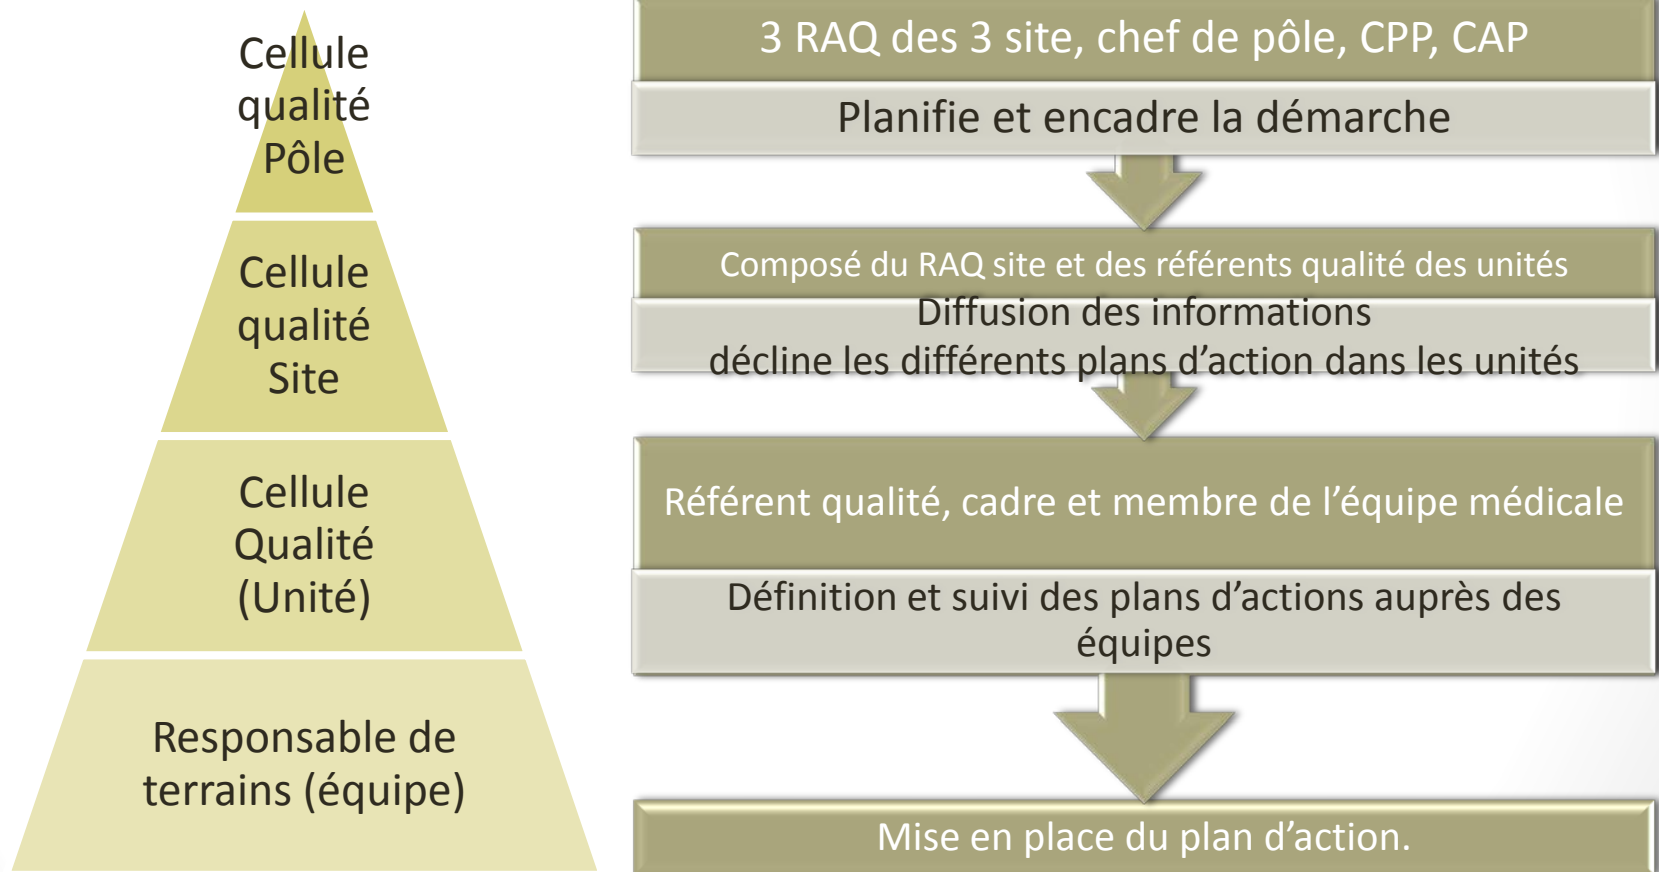 Cellule
qualité
Pôle
Cellule
qualité
Site
Cellule
Qualité
(Unité)
Responsable de
terrains (équipe)
3 RAQ des 3 site, chef de pôle, CPP, CAP
Planifie et encadre la démarche
Composé du RAQ site et des référents qualité des unités
Diffusion des informations
décline les différents plans d’action dans les unités
Référent qualité, cadre et membre de l’équipe médicale
Définition et suivi des plans d’actions auprès des
équipes
Mise en place du plan d’action.